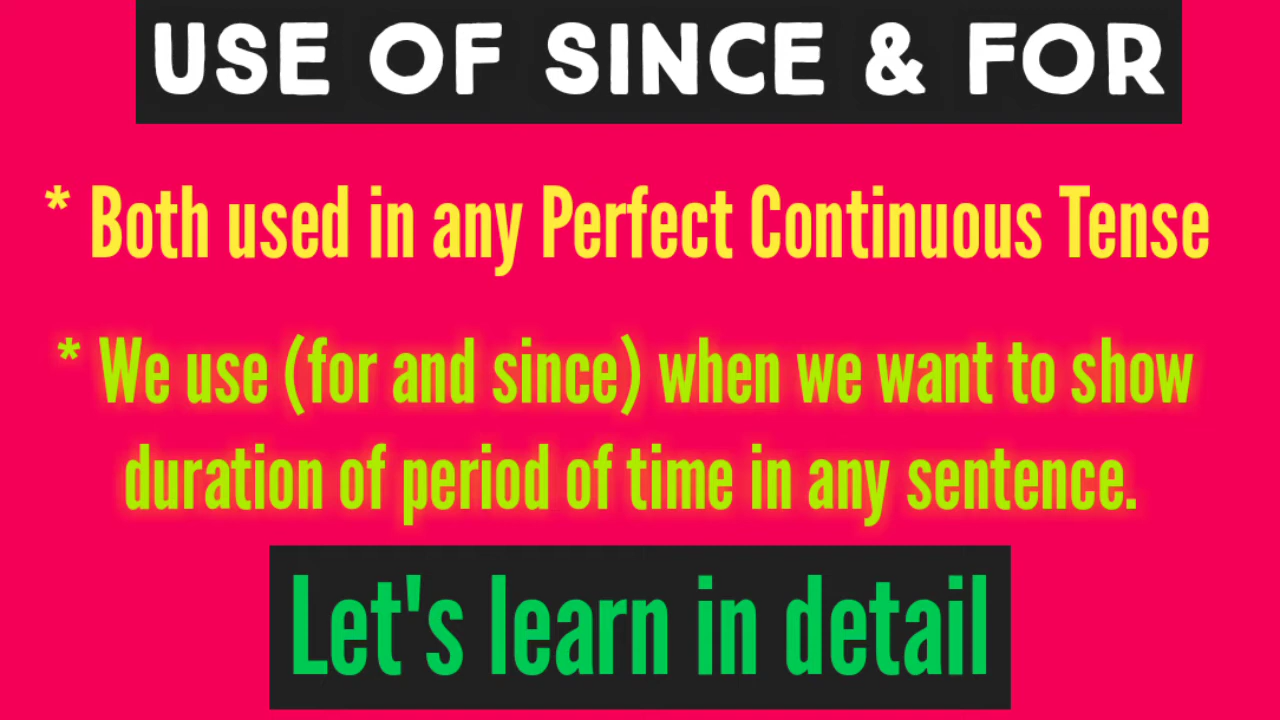 USE OF SINCE & FOR
* Both used in any Perfect Continuous Tense
* We use (for and since) when we want to show
duration of period of time in any sentence.
Let's learn in detail